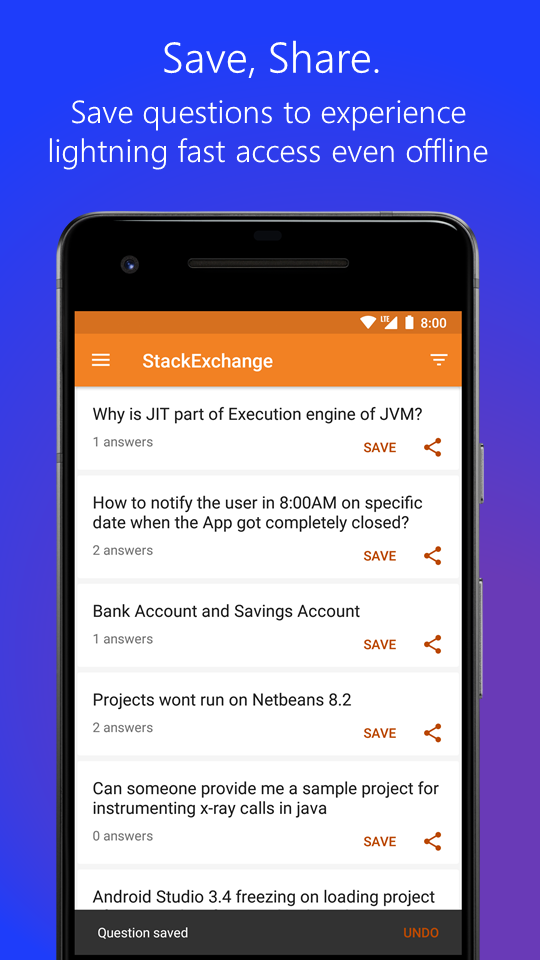 Save, Share.
Save questions to experience
lightning fast access even offline
LTE 8:00
StackExchange
Why is JIT part of Execution engine of JVM?
1 answers
SAVE
How to notify the user in 8:00AM on specific
date when the App got completely closed?
2 answers
SAVE
Bank Account and Savings Account
1 answers
SAVE
Projects wont run on Netbeans 8.2
2 answers
SAVE
Can someone provide me a sample project for
instrumenting x-ray calls in java
0 answers
SAVE
Android Studio 3.4 freezing on loading project
Question saved UNDO